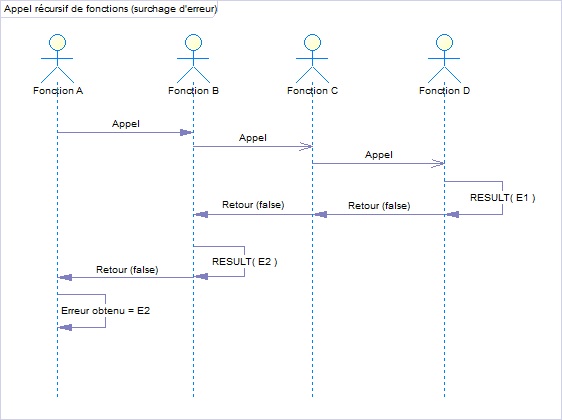 Appel récursif de fonctions (surchage d'erreur)
Fonction A
Fonction B
Fonction C
Fonction D
Appel
Appel
Appel
RESULT( E1 )
Retour (false)
Retour (false)
RESULT( E2 )
Retour (false)
Erreur obtenu = E2